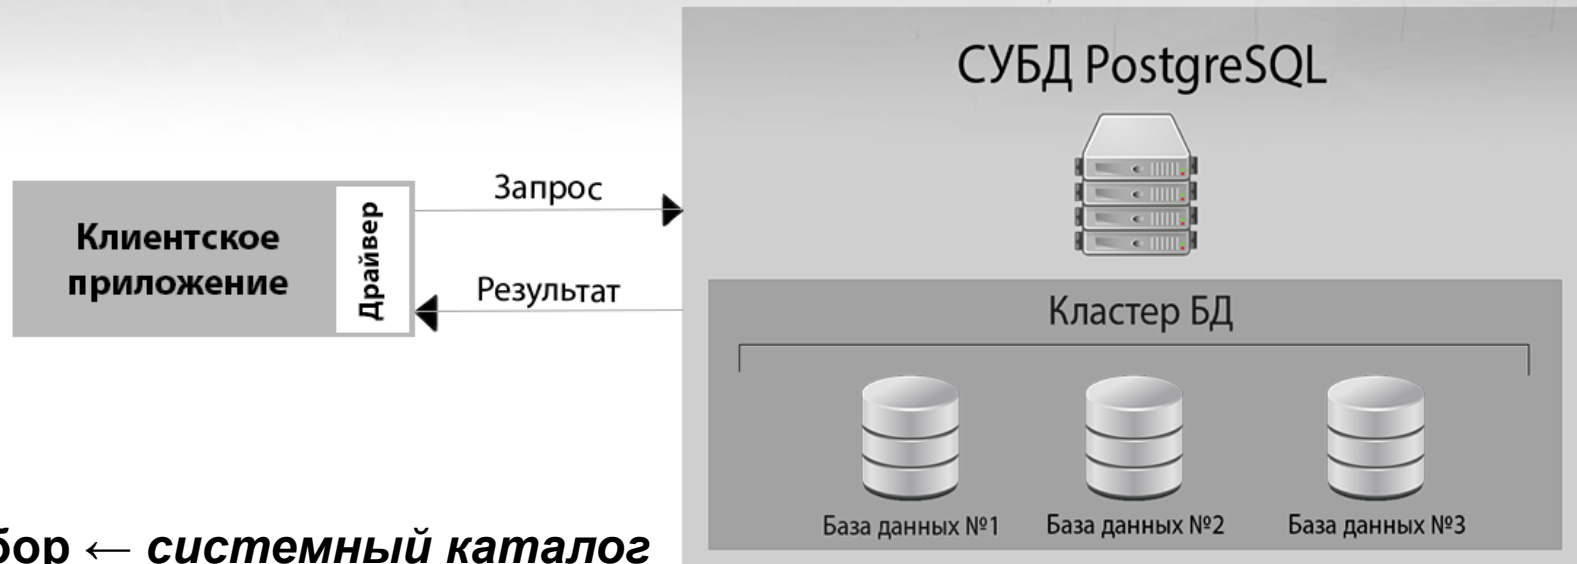 СУБД PostgreSQL
Запрос
Клиентское
приложение
Драйвер
Результат
Кластер БД
База данных №1
База данных №2
База данных №3
← системный каталог